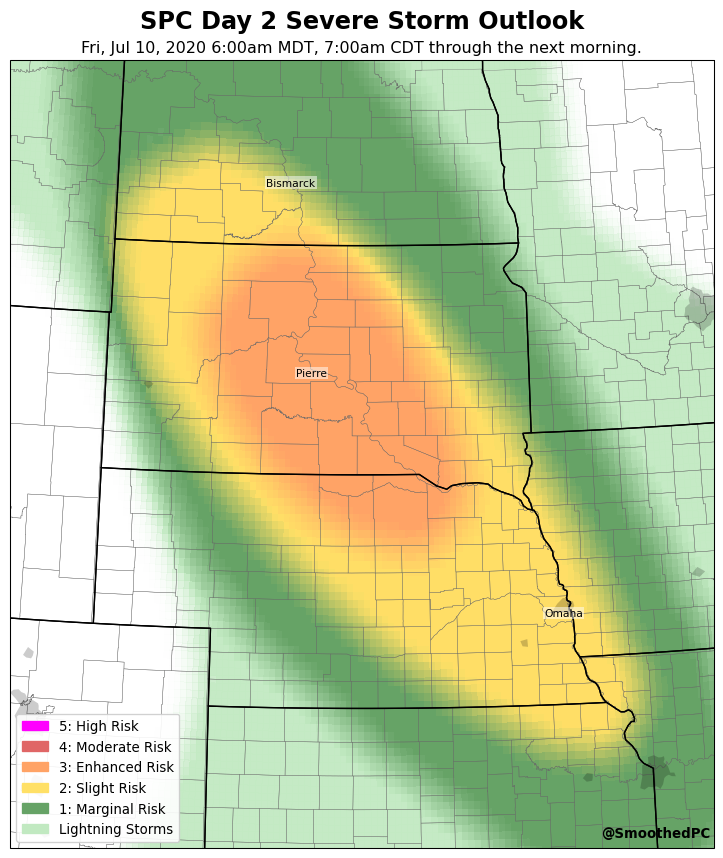 SPC Day 2 Severe Storm Outlook
Fri, Jul 10, 2020 6:00am MDT, 7:00am CDT through the next morning.
Bismarck
Pierre
Omaha
5: High Risk
4: Moderate Risk
3: Enhanced Risk
2: Slight Risk
1: Marginal Risk
Lightning Storms
@SmoothedPC